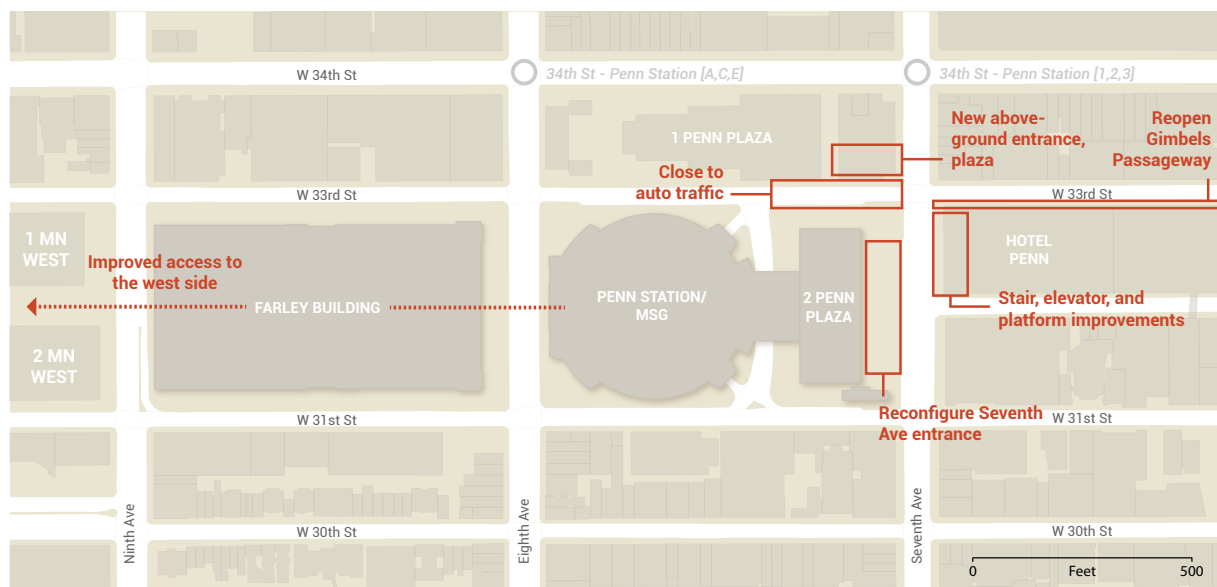 W 34th St
34th St - Penn Station [A,C,E]
34th St - Penn Station [1,2,3]
1 PENN PLAZA
New above-
ground entrance,
plaza
Reopen
Gimbels
Passageway
Close to
auto traffic
W 33rd St
W 33rd St
1 MN
WEST
Improved access to
the west side
FARLEY BUILDING
PENN STATION/
MSG
2 PENN
PLAZA
HOTEL
PENN
Stair, elevator, and
platform improvements
2 MN
WEST
Reconfigure Seventh
Ave entrance
W 31st St
W 31st St
Ninth Ave
Eighth Ave
Seventh Ave
W 30th St
W 30th St
0 Feet 500